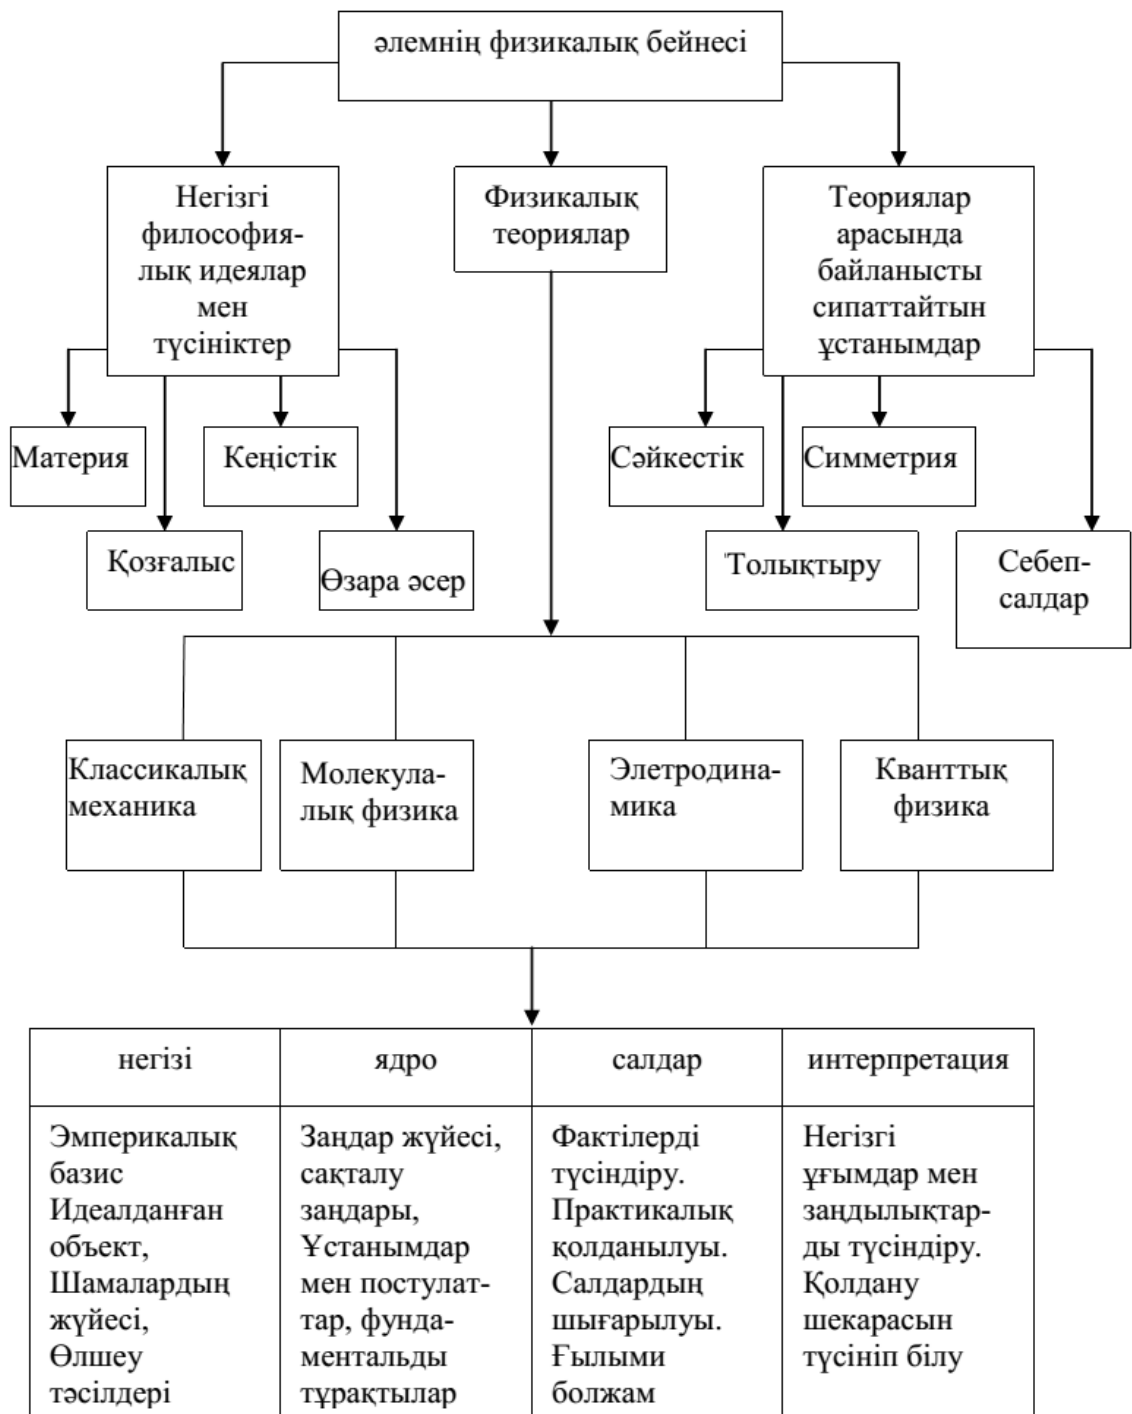 әлемнің физикалық бейнесі
Негізгі
философия-
лық идеялар
мен
түсініктер
Физикалық
теориялар
Теориялар
арасында
байланысты
сипаттайтын
ұстанымдар
Материя
Кеңістік
Сәйкестік
Симметрия
Қозғалыс
Өзара әсер
Толықтыру
Себеп-
салдар
Классикалық
механика
Молекула-
лық физика
Элетродина-
мика
Кванттық
физика
негізі
ядро
салдар
интерпретация
Эмперикалық
базис
Идеалданған
объект,
Шамалардың
жүйесі,
Өлшеу
тәсілдері
Заңдар жүйесі,
сақталу
заңдары,
Ұстанымдар
мен постулат-
тар, фунда-
ментальды
тұрақтылар
Фактілерді
түсіндіру.
Практикалық
қолданылуы.
Салдардың
шығарылуы.
Ғылыми
болжам
Негізгі
ұғымдар мен
заңдылықтар-
ды түсіндіру.
Қолдану
шекарасын
түсініп білу